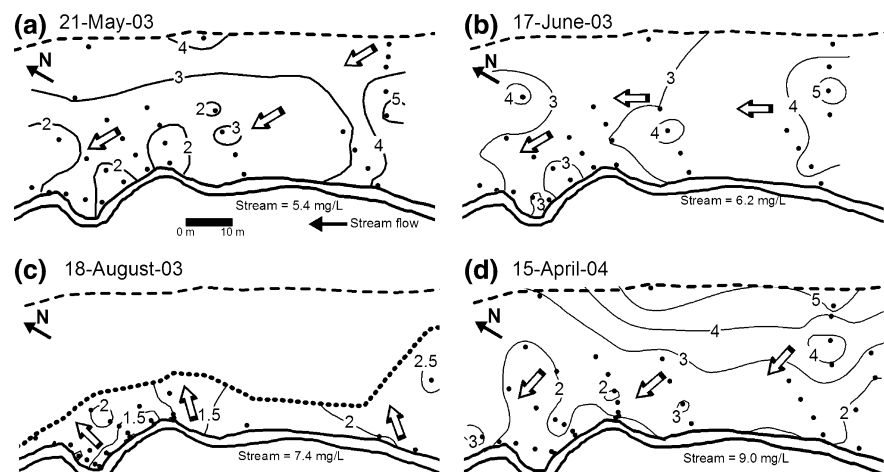 (a) 21-May-03
N
4
3
2
2
3
2
2
4
5
Stream = 5.4 mg/L
0 m 10 m
Stream flow
(b) 17-June-03
N
4
3
3
4
3
3
4
5
Stream = 6.2 mg/L
(c) 18-August-03
N
2.5
2
1.5
1.5
2
Stream = 7.4 mg/L
(d) 15-April-04
N
5
4
3
4
2
2
3
3
2
Stream = 9.0 mg/L